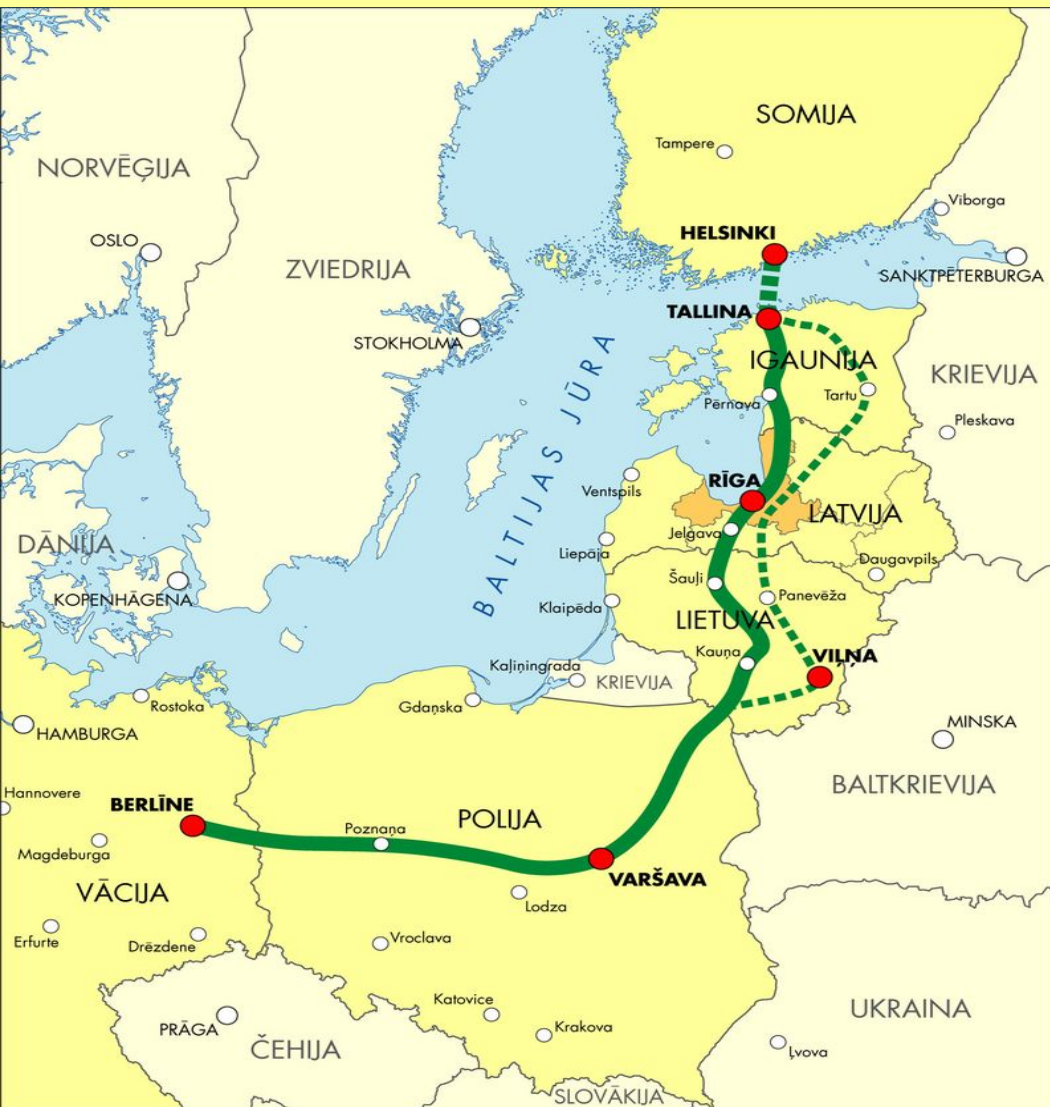 SOMIJA
Tampere
NORVĒĢIJA
Viborga
HELSINKI
OSLO
ZVIEDRIJA
SANKTPĒTERBURGA
TALLINA
STOKHOLMA
IGAUNIJA
KRIEVIJA
BALTIJAS JŪRA
Pērnava
Tartu
Pleskava
RĪGA
Ventspils
LATVIJA
Jelgava
DĀNIJA
Liepāja
Daugavpils
Šauļi
KOPENHĀGENA
Klaipēda
Panevēža
LIETUVA
Kauņa
VIĻŅA
Kaļiņingrada
KRIEVIJA
Rostoka
Gdaņska
HAMBURGA
MINSKA
BALTKRIEVIJA
Hannovere
BERLĪNE
POLIJA
Poznaņa
Magdeburga
VARŠAVA
VĀCIJA
Lodza
Erfurte
Drēzdene
Vroclava
Katovice
UKRAINA
PRĀGA
Krakova
ČEHIJA
Ļvova
SLOVĀKIJA